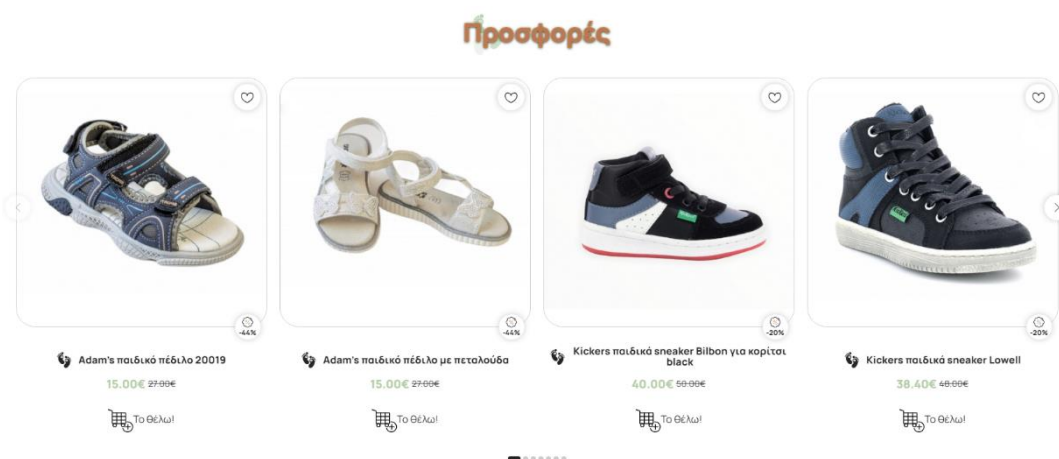 Προσφορές
-44%
-44%
-20%
-20%
Adam's παιδικό πέδιλο 20019
Adam's παιδικό πέδιλο με πεταλούδα
Kickers παιδικά sneaker Bilbon για κορίτσι
black
Kickers παιδικά sneaker Lowell
15.00€ 27.00€
15.00€ 27.00€
40.00€ 50.00€
38.40€ 48.00€
Το θέλω!
Το θέλω!
Το θέλω!
Το θέλω!